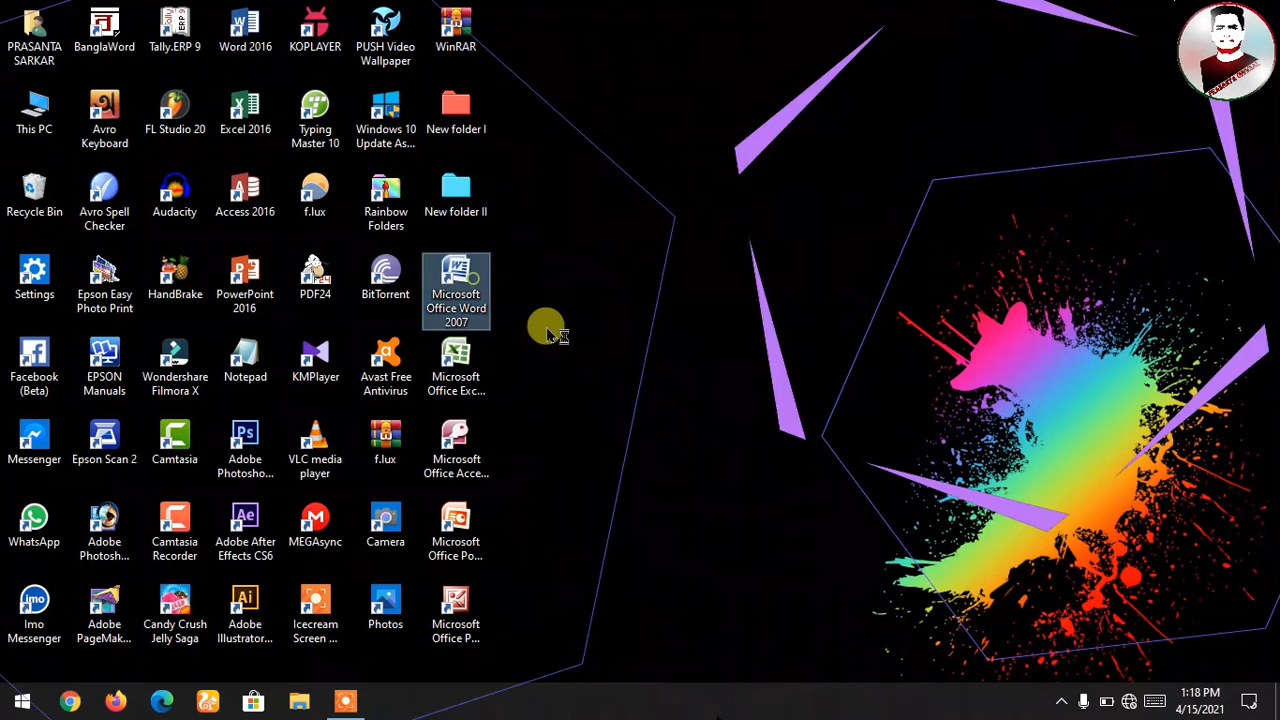 PRASANTA
SARKAR
BanglaWord
Tally.ERP 9
Word 2016
KOPLAYER
PUSH Video
Wallpaper
WinRAR
This PC
Avro
Keyboard
FL Studio 20
Excel 2016
Typing
Master 10
Windows 10
Update As...
New folder I
Recycle Bin
Avro Spell
Checker
Audacity
Access 2016
f.lux
Rainbow
Folders
New folder II
Settings
Epson Easy
Photo Print
HandBrake
PowerPoint
2016
PDF24
BitTorrent
Microsoft
Office Word
2007
Facebook
(Beta)
EPSON
Manuals
Wondershare
Filmora X
Notepad
KMPlayer
Avast Free
Antivirus
Microsoft
Office Exc...
Messenger
Epson Scan 2
Camtasia
Adobe
Photosho...
VLC media
player
f.lux
Microsoft
Office Acce...
WhatsApp
Adobe
Photosh...
Camtasia
Recorder
Adobe After
Effects CS6
MEGAsync
Camera
Microsoft
Office Po...
Imo
Messenger
Adobe
PageMak...
Candy Crush
Jelly Saga
Adobe
Illustrator...
Icecream
Screen ...
Photos
Microsoft
Office P...
1:18 PM
4/15/2021